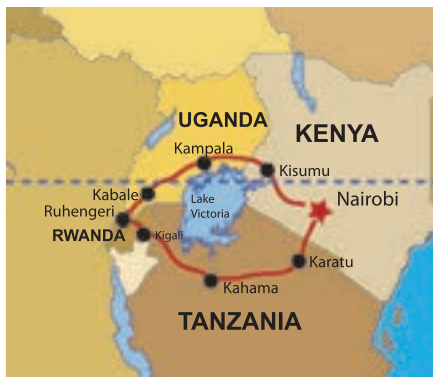 UGANDA
KENYA
Kampala
Kisumu
Kabale
Lake
Victoria
Nairobi
Ruhengeri
RWANDA
Kigali
Karatu
Kahama
TANZANIA